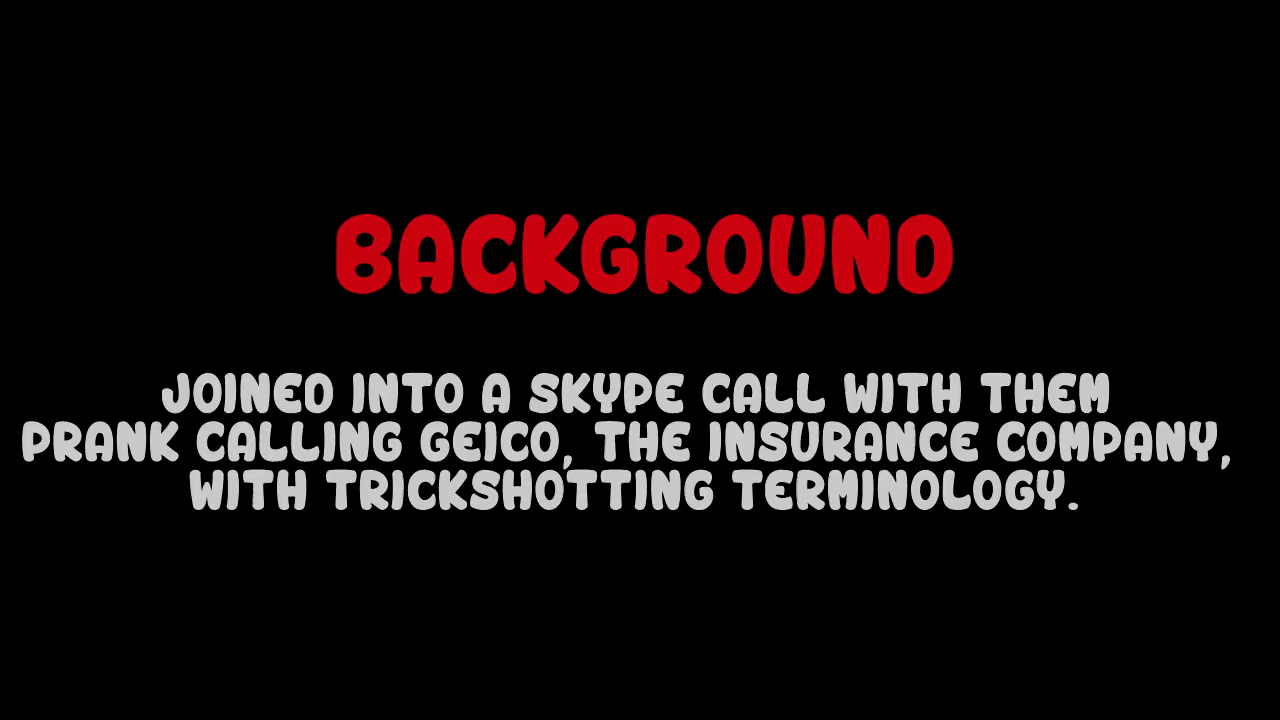 BACKGROUND
JOINED INTO A SKYPE CALL WITH THEM
PRANK CALLING GEICO, THE INSURANCE COMPANY,
WITH TRICKSHOTTING TERMINOLOGY.